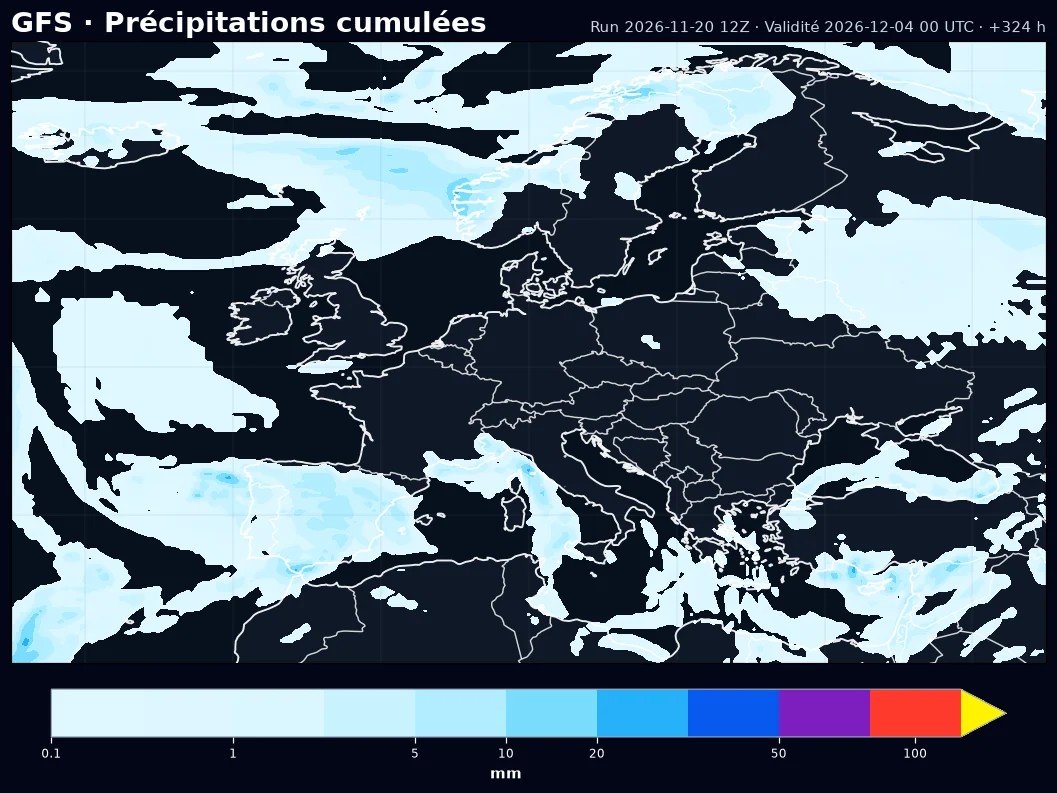 GFS · Précipitations cumulées
Run 2026-11-20 12Z · Validité 2026-12-04 00 UTC · +324 h
0.1 1 5 10 20 50 100
mm